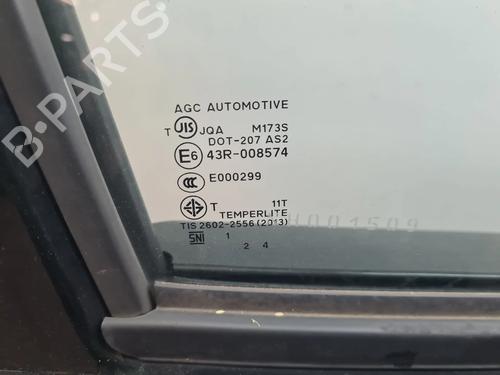 AGC AUTOMOTIVE
T JIS JQA M173S
DOT-207 AS2
E6 43R-008574
CCC E000299
T 11T
TEMPERLITE
TIS 2602-2556 (2013)
SNI 1
2 4
B-PARTS